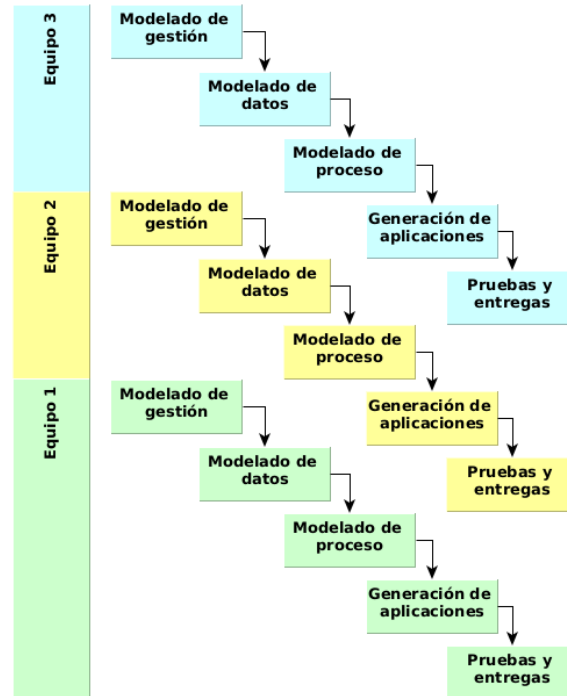 Equipo 3
Modelado de
gestión
Modelado de
datos
Modelado de
proceso
Generación de
aplicaciones
Pruebas y
entregas
Equipo 2
Modelado de
gestión
Modelado de
datos
Modelado de
proceso
Generación de
aplicaciones
Pruebas y
entregas
Equipo 1
Modelado de
gestión
Modelado de
datos
Modelado de
proceso
Generación de
aplicaciones
Pruebas y
entregas